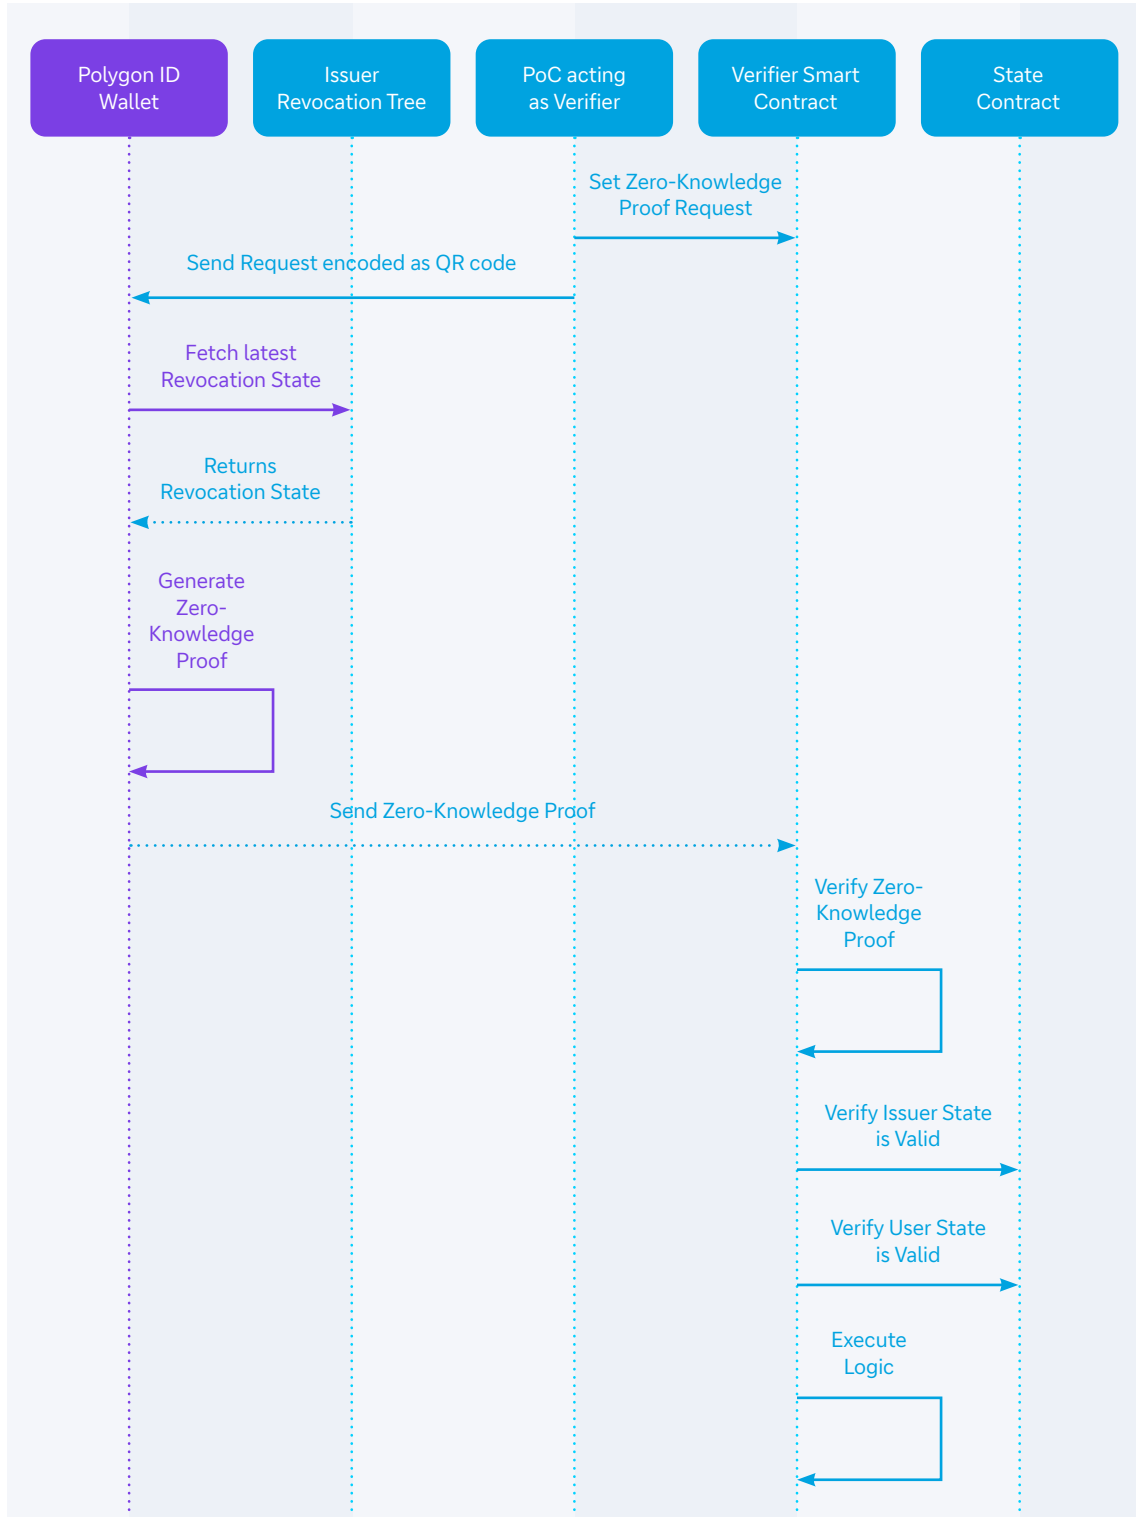 Polygon ID
Wallet
Issuer
Revocation Tree
PoC acting
as Verifier
Verifier Smart
Contract
State
Contract
Set Zero-Knowledge
Proof Request
Send Request encoded as QR code
Fetch latest
Revocation State
Returns
Revocation State
Generate
Zero-
Knowledge
Proof
Send Zero-Knowledge Proof
Verify Zero-
Knowledge
Proof
Verify Issuer State
is Valid
Verify User State
is Valid
Execute
Logic